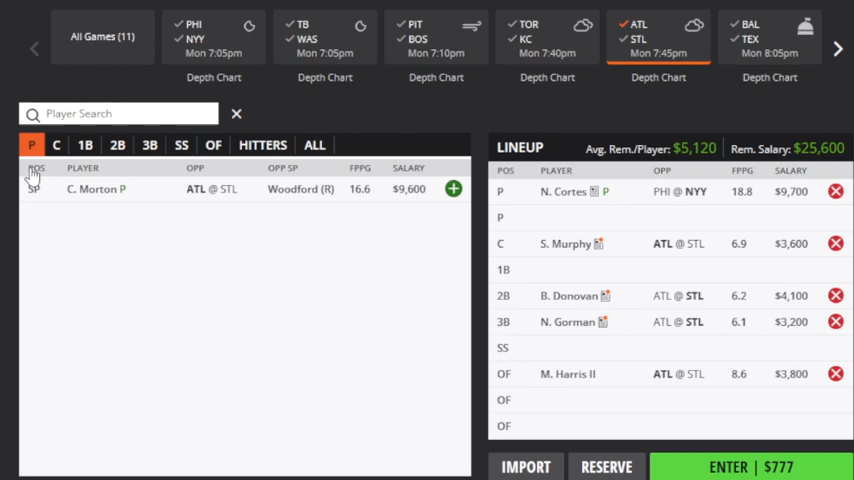 All Games (11)
PHI
NYY
Mon 7:05pm
TB
WAS
Mon 7:05pm
PIT
BOS
Mon 7:10pm
TOR
KC
Mon 7:40pm
ATL
STL
Mon 7:45pm
BAL
TEX
Mon 8:05pm
Depth Chart Depth Chart Depth Chart Depth Chart Depth Chart Depth Chart
Player Search
P C 1B 2B 3B SS OF HITTERS ALL
POS PLAYER OPP OPP SP FPPG SALARY
SP C. Morton P ATL @ STL Woodford (R) 16.6 $9,600
LINEUP Avg. Rem./Player: $5,120 Rem. Salary: $25,600
POS PLAYER OPP FPPG SALARY
P N. Cortes P PHI @ NYY 18.8 $9,700
P
C S. Murphy ATL @ STL 6.9 $3,600
1B
2B B. Donovan ATL @ STL 6.2 $4,100
3B N. Gorman ATL @ STL 6.1 $3,200
SS
OF M. Harris II ATL @ STL 8.6 $3,800
OF
OF
IMPORT RESERVE ENTER | $777